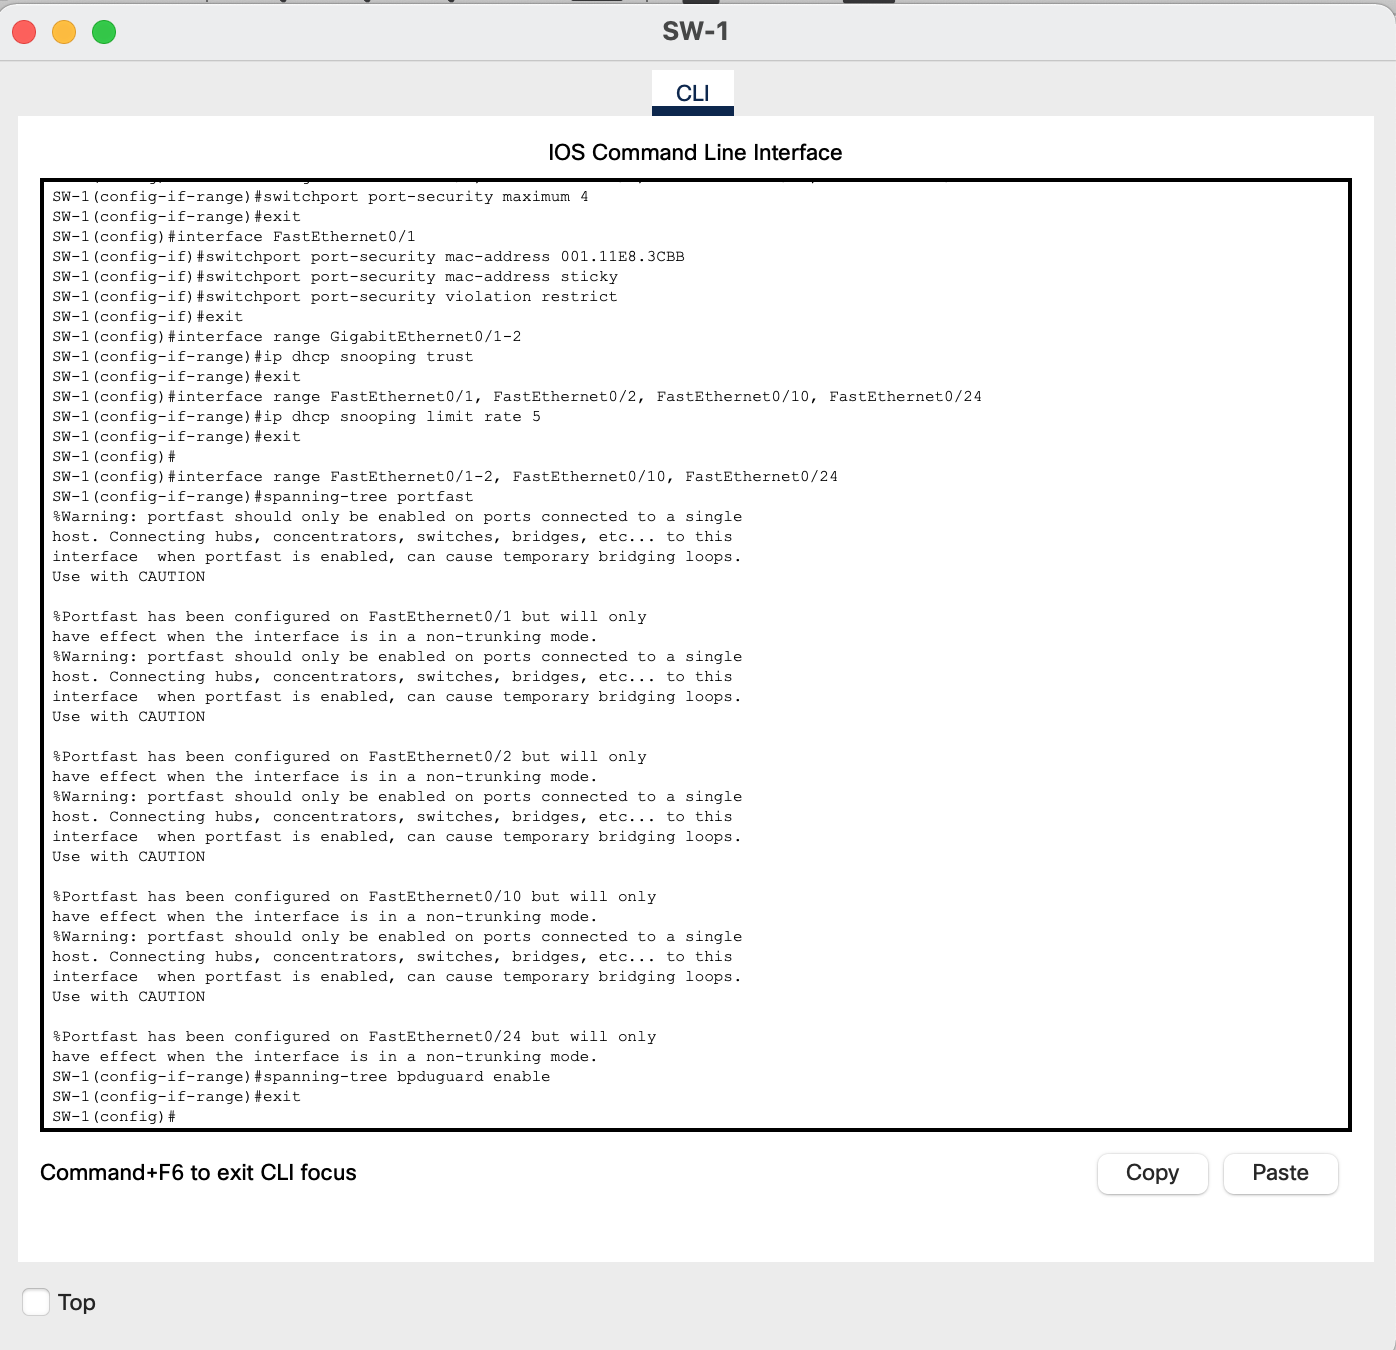 SW-1
CLI
IOS Command Line Interface
SW-1(config-if-range)#switchport port-security maximum 4
SW-1(config-if-range)#exit
SW-1(config)#interface FastEthernet0/1
SW-1(config-if)#switchport port-security mac-address 001.11E8.3CBB
SW-1(config-if)#switchport port-security mac-address sticky
SW-1(config-if)#switchport port-security violation restrict
SW-1(config-if)#exit
SW-1(config)#interface range GigabitEthernet0/1-2
SW-1(config-if-range)#ip dhcp snooping trust
SW-1(config-if-range)#exit
SW-1(config)#interface range FastEthernet0/1, FastEthernet0/2, FastEthernet0/10, FastEthernet0/24
SW-1(config-if-range)#ip dhcp snooping limit rate 5
SW-1(config-if-range)#exit
SW-1(config)#
SW-1(config)#interface range FastEthernet0/1-2, FastEthernet0/10, FastEthernet0/24
SW-1(config-if-range)#spanning-tree portfast
%Warning: portfast should only be enabled on ports connected to a single
host. Connecting hubs, concentrators, switches, bridges, etc... to this
interface  when portfast is enabled, can cause temporary bridging loops.
Use with CAUTION

%Portfast has been configured on FastEthernet0/1 but will only
have effect when the interface is in a non-trunking mode.
%Warning: portfast should only be enabled on ports connected to a single
host. Connecting hubs, concentrators, switches, bridges, etc... to this
interface  when portfast is enabled, can cause temporary bridging loops.
Use with CAUTION

%Portfast has been configured on FastEthernet0/2 but will only
have effect when the interface is in a non-trunking mode.
%Warning: portfast should only be enabled on ports connected to a single
host. Connecting hubs, concentrators, switches, bridges, etc... to this
interface  when portfast is enabled, can cause temporary bridging loops.
Use with CAUTION

%Portfast has been configured on FastEthernet0/10 but will only
have effect when the interface is in a non-trunking mode.
%Warning: portfast should only be enabled on ports connected to a single
host. Connecting hubs, concentrators, switches, bridges, etc... to this
interface  when portfast is enabled, can cause temporary bridging loops.
Use with CAUTION

%Portfast has been configured on FastEthernet0/24 but will only
have effect when the interface is in a non-trunking mode.
SW-1(config-if-range)#spanning-tree bpduguard enable
SW-1(config-if-range)#exit
SW-1(config)#
Command+F6 to exit CLI focus
Copy
Paste
Top